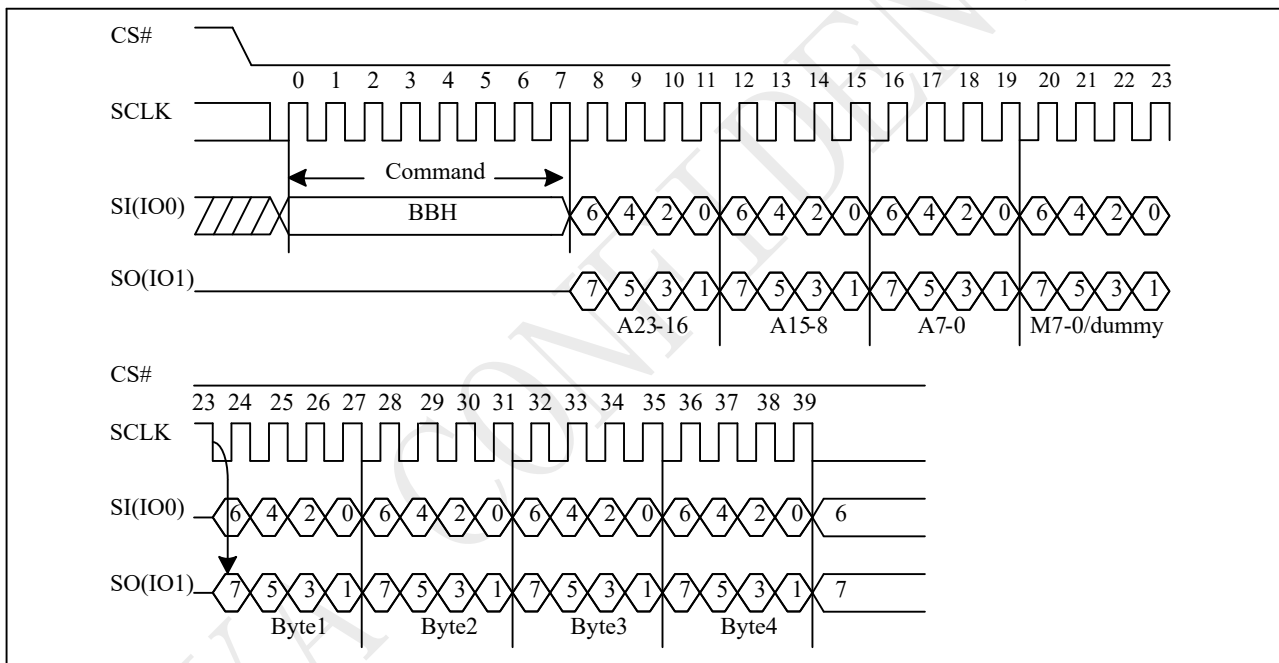 CS#
0 1 2 3 4 5 6 7 8 9 10 11 12 13 14 15 16 17 18 19 20 21 22 23
SCLK
Command
SI(IO0) BBH 6 4 2 0 6 4 2 0 6 4 2 0 6 4 2 0
SO(IO1) 7 5 3 1 7 5 3 1 7 5 3 1 7 5 3 1
A23-16 A15-8 A7-0 M7-0/dummy
CS#
23 24 25 26 27 28 29 30 31 32 33 34 35 36 37 38 39
SCLK
SI(IO0) 6 4 2 0 6 4 2 0 6 4 2 0 6 4 2 0 6
SO(IO1) 7 5 3 1 7 5 3 1 7 5 3 1 7 5 3 1 7
Byte1 Byte2 Byte3 Byte4